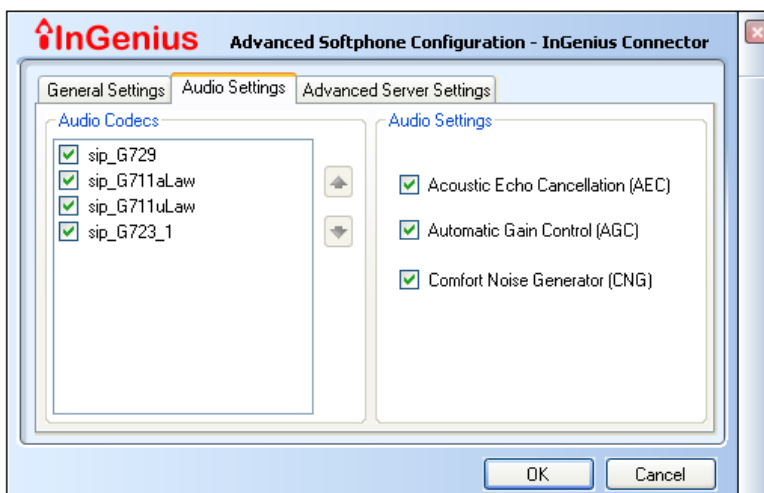 InGenius Advanced Softphone Configuration - InGenius Connector
General Settings Audio Settings Advanced Server Settings
Audio Codecs
sip_G729
sip_G711aLaw
sip_G711uLaw
sip_G723_1
Audio Settings
Acoustic Echo Cancellation (AEC)
Automatic Gain Control (AGC)
Comfort Noise Generator (CNG)
OK Cancel